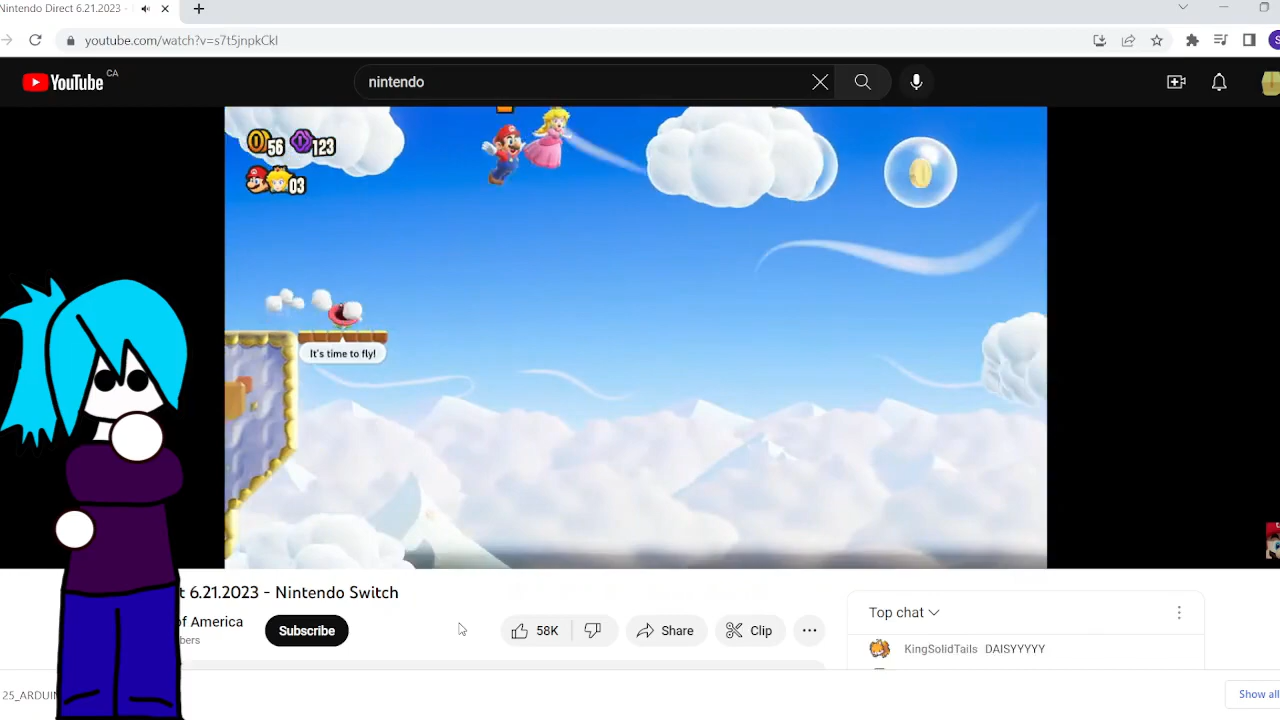 Nintendo Direct 6.21.2023 -
youtube.com/watch?v=s7t5jnpkCkI
YouTube CA
nintendo
56 123
03
It's time to fly!
6.21.2023 - Nintendo Switch
of America
Subscribe
58K
Share
Clip
Top chat
KingSolidTails DAISYYYYY
Show all